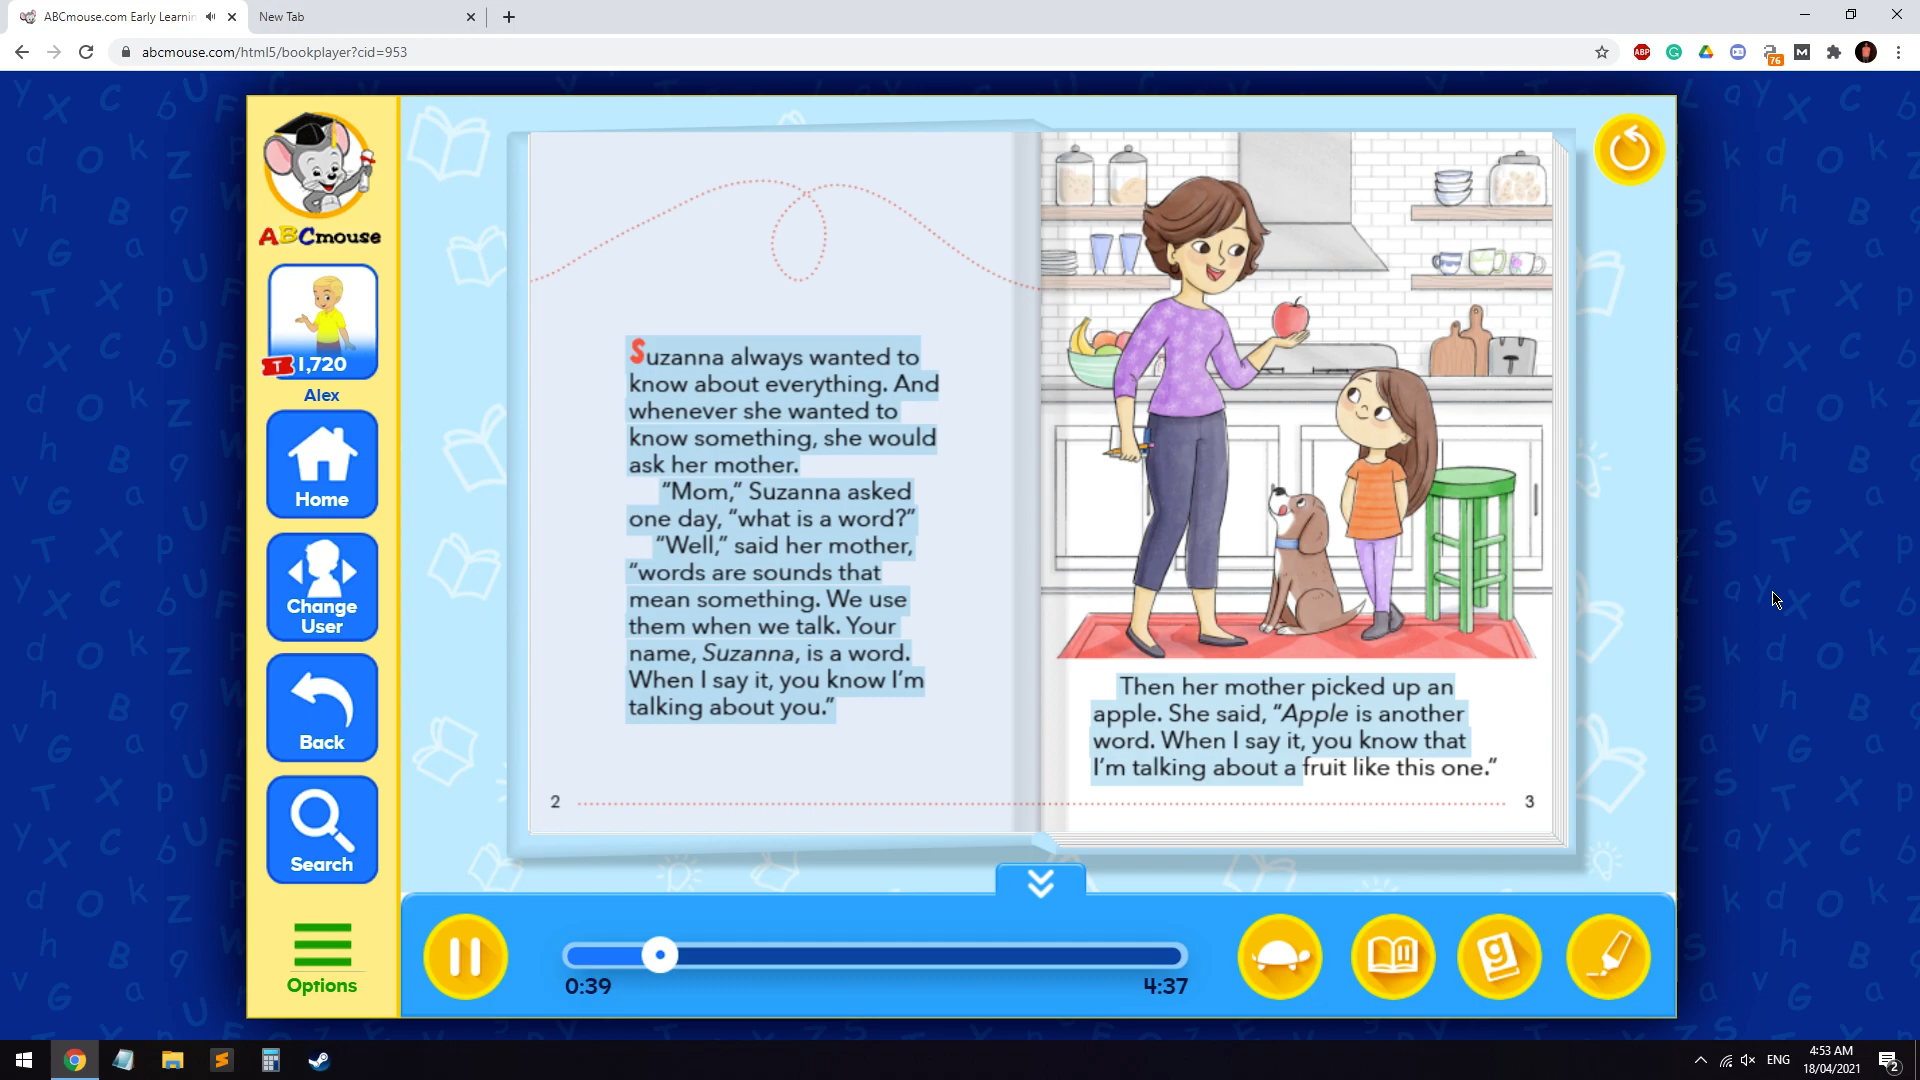 ABCmouse.com Early Learnin
New Tab
abcmouse.com/html5/bookplayer?cid=953
ABP
76
ABCmouse
T 1,720
Alex
Home
Change
User
Back
Search
Options
Suzanna always wanted to
know about everything. And
whenever she wanted to
know something, she would
ask her mother.
“Mom,” Suzanna asked
one day, “what is a word?”
“Well,” said her mother,
“words are sounds that
mean something. We use
them when we talk. Your
name, Suzanna, is a word.
When I say it, you know I’m
talking about you.”
2
Then her mother picked up an
apple. She said, “Apple is another
word. When I say it, you know that
I’m talking about a fruit like this one.”
3
0:39
4:37
g
ENG
4:53 AM
18/04/2021
2